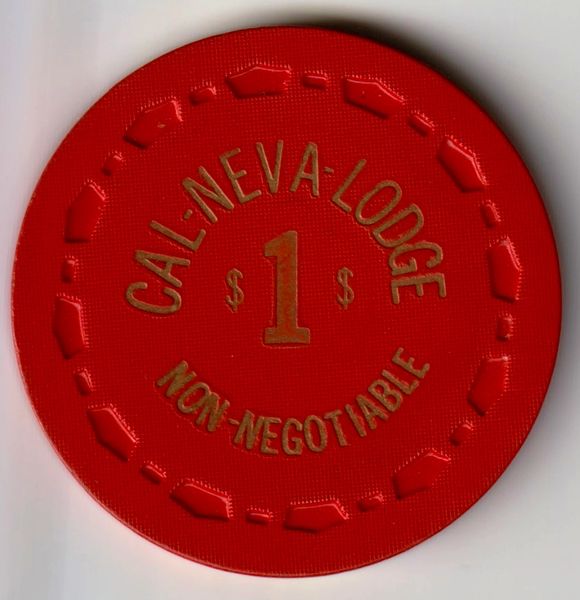 CAL-NEVA-LODGE
$ 1 $
NON-NEGOTIABLE